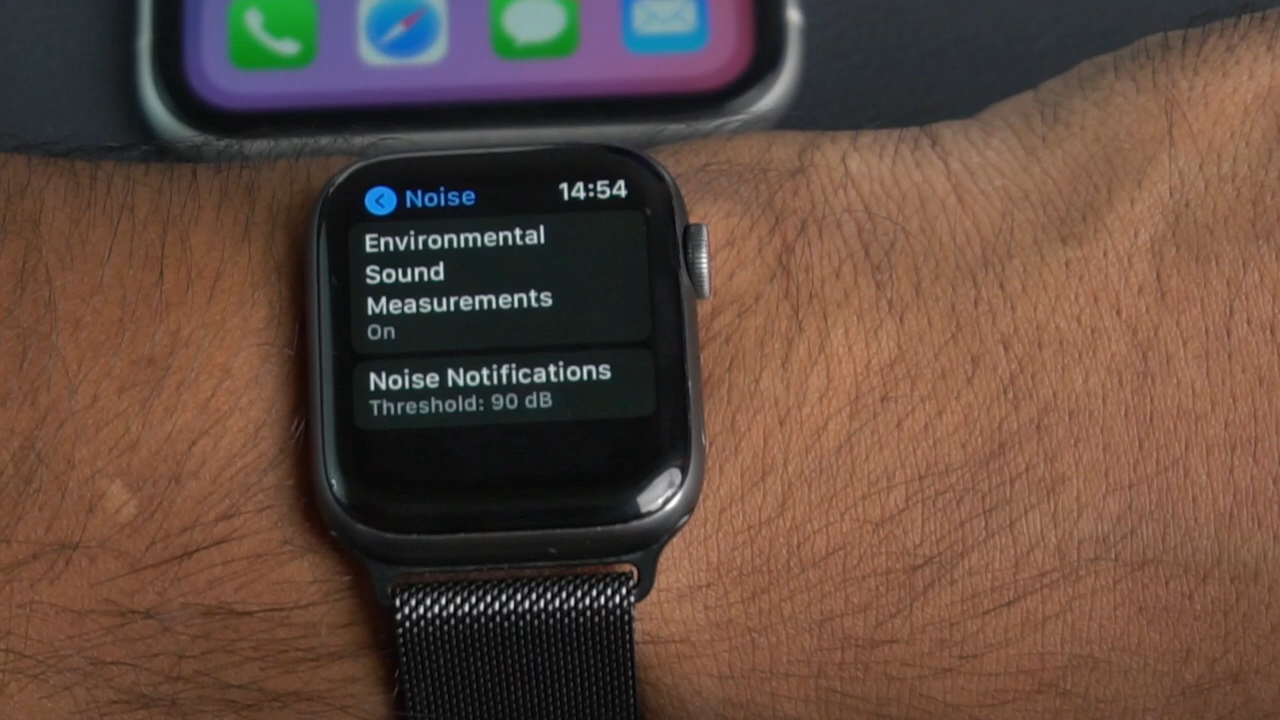 Noise 14:54
Environmental
Sound
Measurements
On
Noise Notifications
Threshold: 90 dB